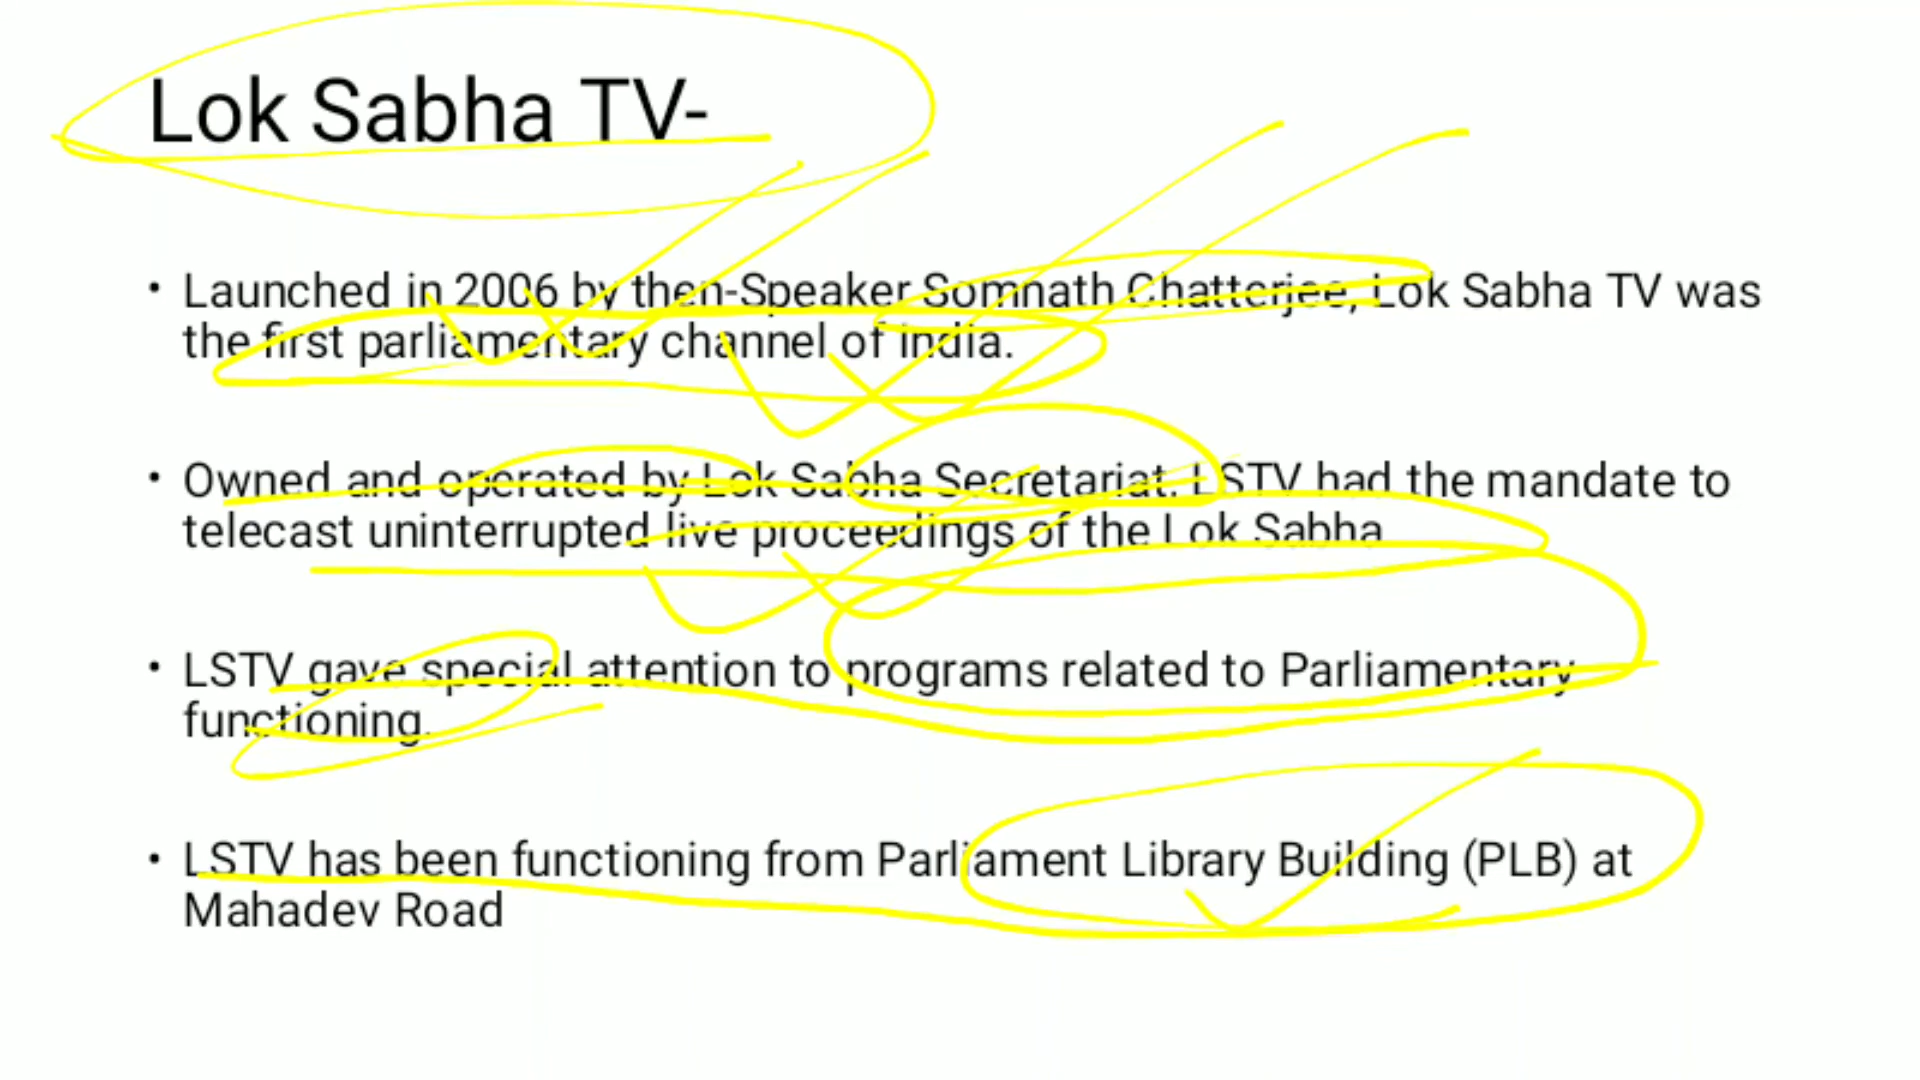 Lok Sabha TV-
• Launched in 2006 by then-Speaker Somnath Chatterjee, Lok Sabha TV was
the first parliamentary channel of India.
• Owned and operated by Lok Sabha Secretariat. LSTV had the mandate to
telecast uninterrupted live proceedings of the Lok Sabha
• LSTV gave special attention to programs related to Parliamentary
functioning.
• LSTV has been functioning from Parliament Library Building (PLB) at
Mahadev Road